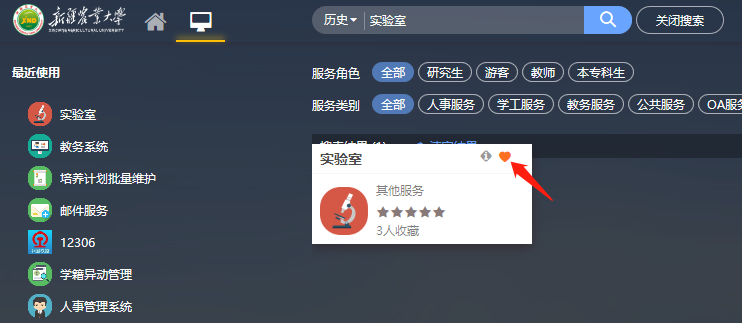 新疆农业大学
XINJIANG AGRICULTURAL UNIVERSITY
历史 实验室
关闭搜索
最近使用
实验室
教务系统
培养计划批量维护
邮件服务
12306
学籍异动管理
人事管理系统
服务角色 全部 研究生 游客 教师 本专科生
服务类别 全部 人事服务 学工服务 教务服务 公共服务 OA服务
实验室
其他服务
3人收藏